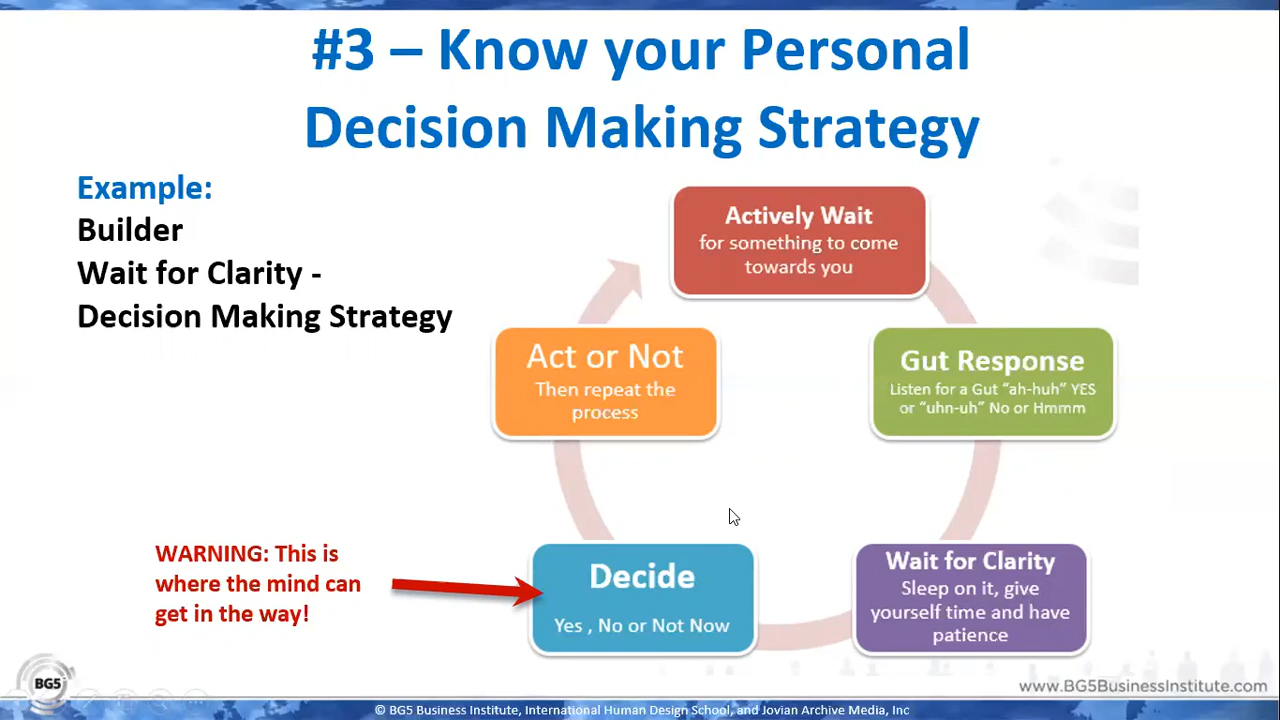 #3 – Know your Personal
Decision Making Strategy
Example:
Builder
Wait for Clarity -
Decision Making Strategy
Actively Wait
for something to come
towards you
Gut Response
Listen for a Gut “ah-huh” YES
or “uhn-uh” No or Hmmm
Wait for Clarity
Sleep on it, give
yourself time and have
patience
Decide
Yes , No or Not Now
Act or Not
Then repeat the
process
WARNING: This is
where the mind can
get in the way!
BG5
www.BG5BusinessInstitute.com
© BG5 Business Institute, International Human Design School, and Jovian Archive Media, Inc